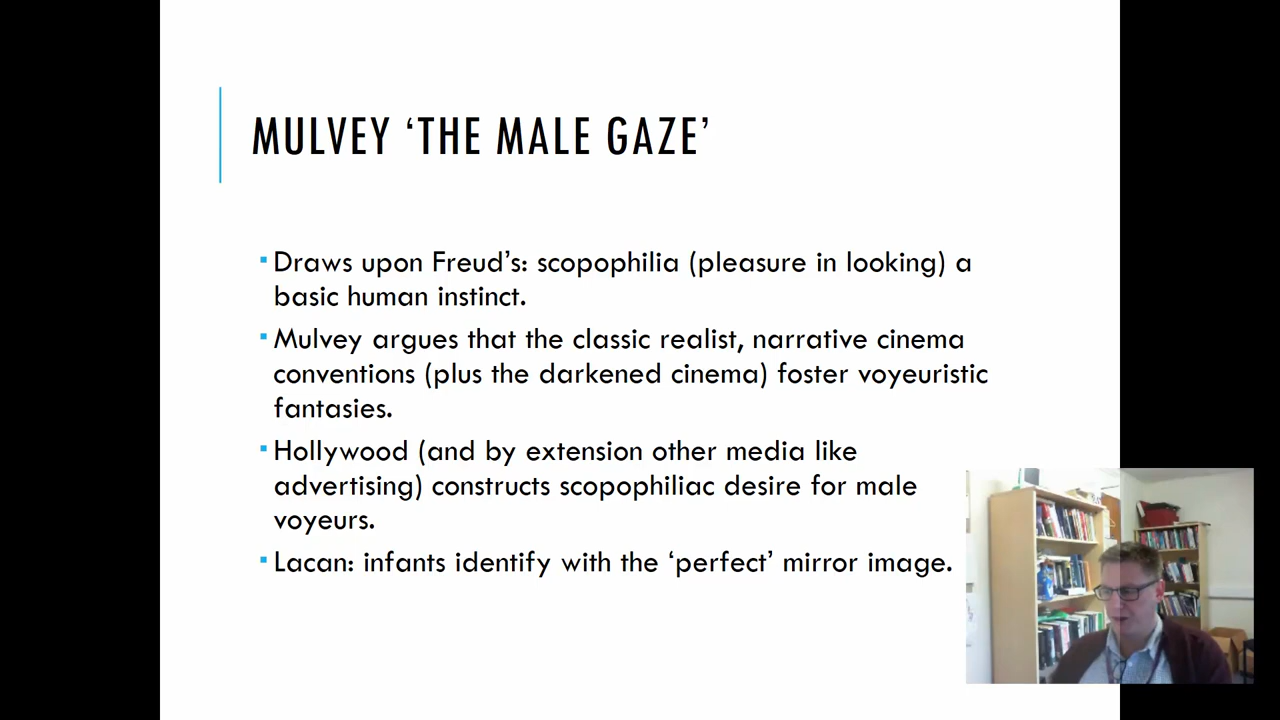 MULVEY ‘THE MALE GAZE’
Draws upon Freud’s: scopophilia (pleasure in looking) a
basic human instinct.
Mulvey argues that the classic realist, narrative cinema
conventions (plus the darkened cinema) foster voyeuristic
fantasies.
Hollywood (and by extension other media like
advertising) constructs scopophiliac desire for male
voyeurs.
Lacan: infants identify with the ‘perfect’ mirror image.